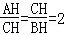 AH/CH = CH/BH = 2